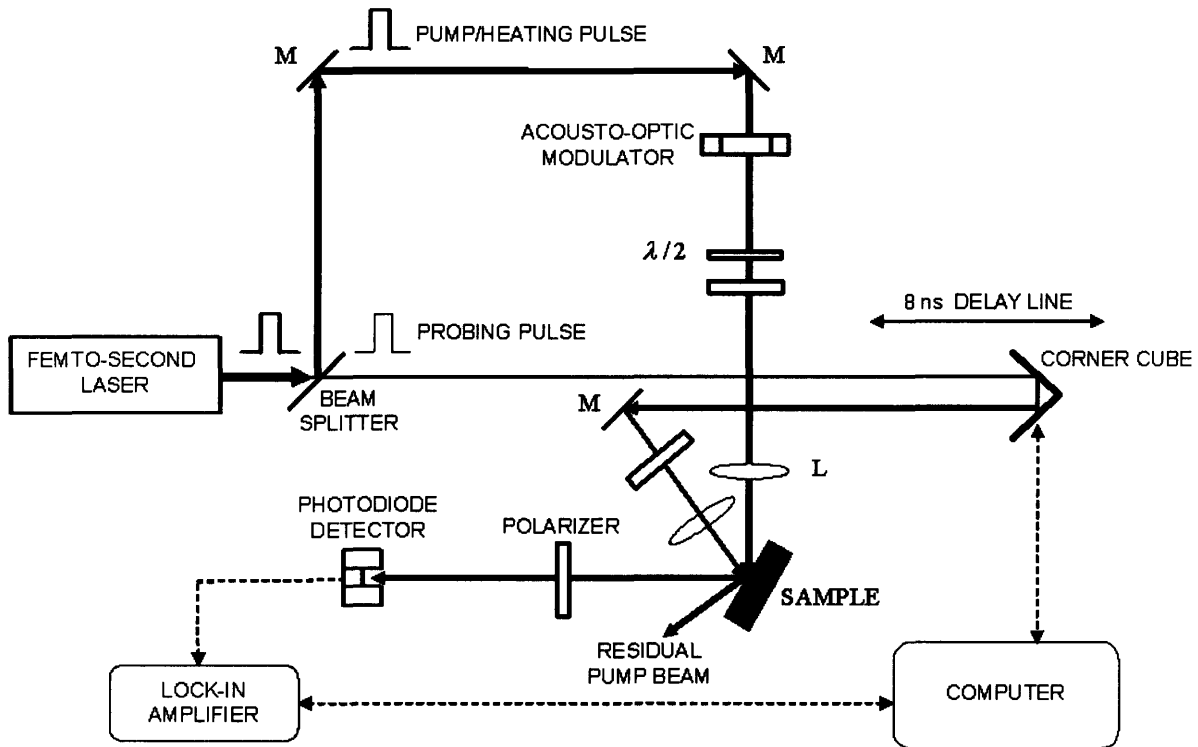 PUMP/HEATING PULSE
M
M
ACOUSTO-OPTIC
MODULATOR
λ/2
8 ns DELAY LINE
PROBING PULSE
CORNER CUBE
FEMTO-SECOND
LASER
BEAM
SPLITTER
M
L
PHOTODIODE
DETECTOR
POLARIZER
SAMPLE
RESIDUAL
PUMP BEAM
LOCK-IN
AMPLIFIER
COMPUTER